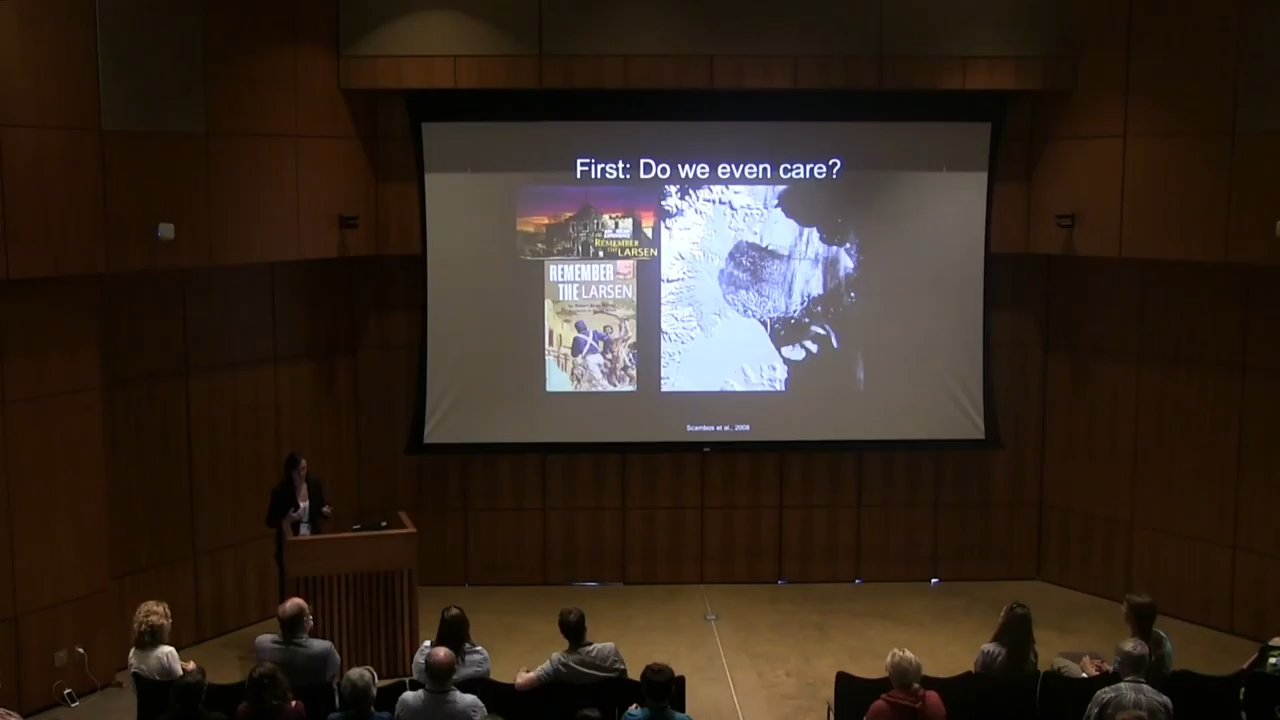 First: Do we even care?
REMEMBER
THE LARSEN
REMEMBER
THE LARSEN
Scambos et al., 2008